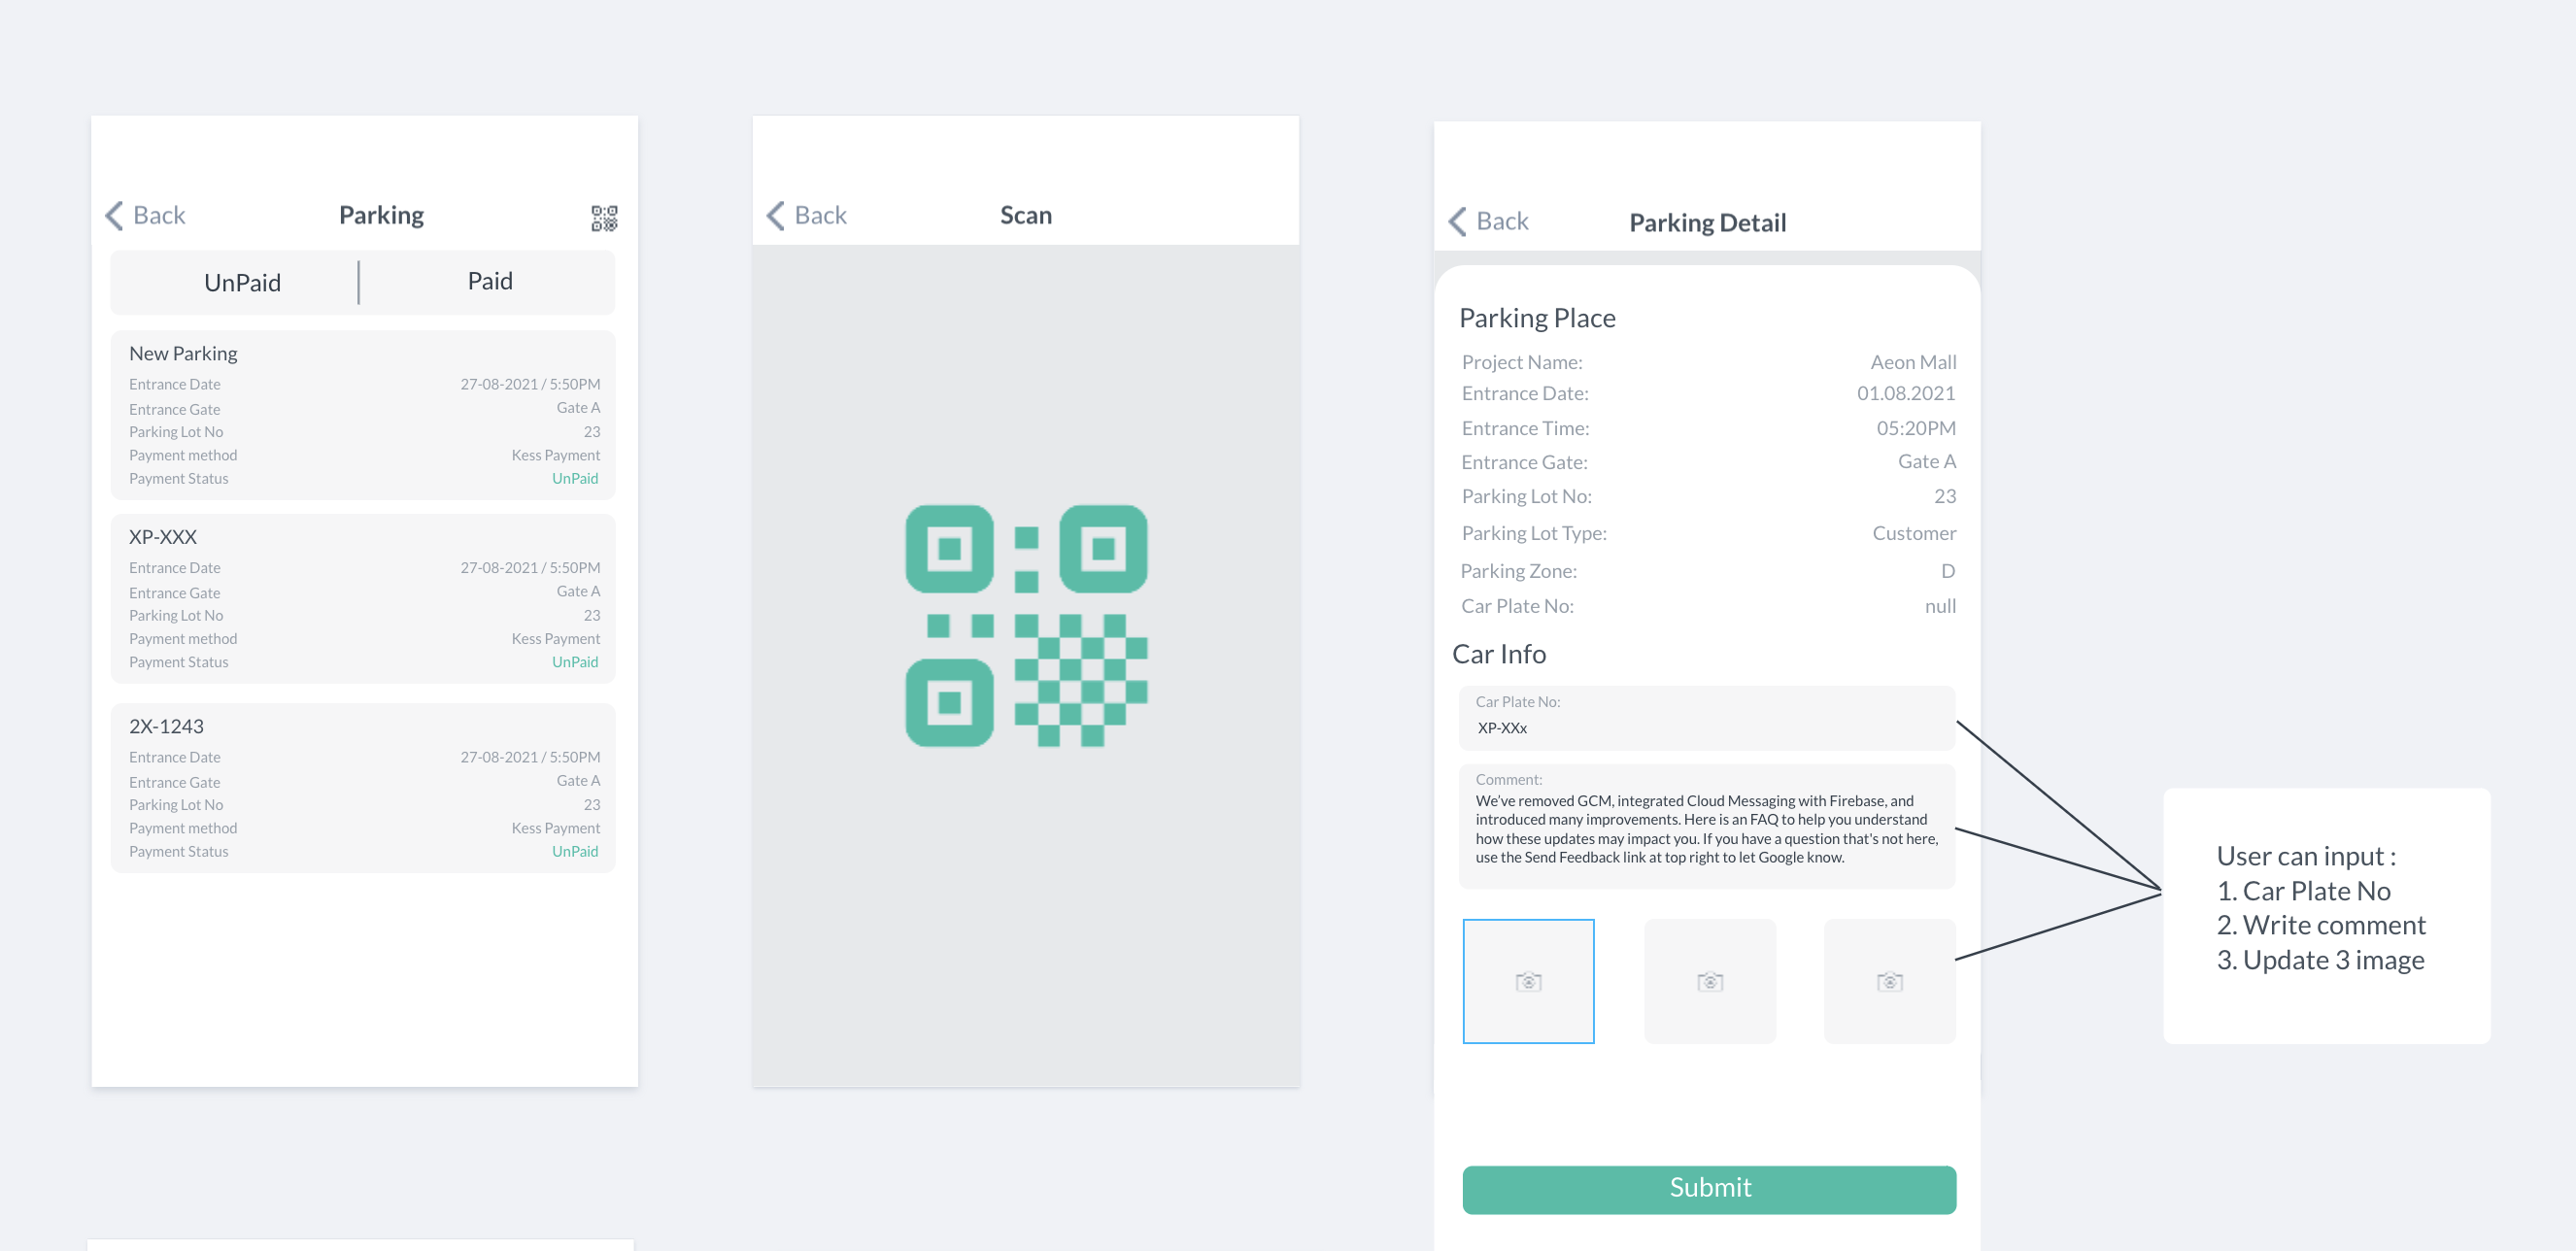 Back
Parking
UnPaid
Paid
New Parking
Entrance Date 27-08-2021 / 5:50PM
Entrance Gate Gate A
Parking Lot No 23
Payment method Kess Payment
Payment Status UnPaid
XP-XXX
Entrance Date 27-08-2021 / 5:50PM
Entrance Gate Gate A
Parking Lot No 23
Payment method Kess Payment
Payment Status UnPaid
2X-1243
Entrance Date 27-08-2021 / 5:50PM
Entrance Gate Gate A
Parking Lot No 23
Payment method Kess Payment
Payment Status UnPaid
Back
Scan
Back
Parking Detail
Parking Place
Project Name: Aeon Mall
Entrance Date: 01.08.2021
Entrance Time: 05:20PM
Entrance Gate: Gate A
Parking Lot No: 23
Parking Lot Type: Customer
Parking Zone: D
Car Plate No: null
Car Info
Car Plate No:
XP-XXx
Comment:
We've removed GCM, integrated Cloud Messaging with Firebase, and
introduced many improvements. Here is an FAQ to help you understand
how these updates may impact you. If you have a question that's not here,
use the Send Feedback link at top right to let Google know.
Submit
User can input :
1. Car Plate No
2. Write comment
3. Update 3 image